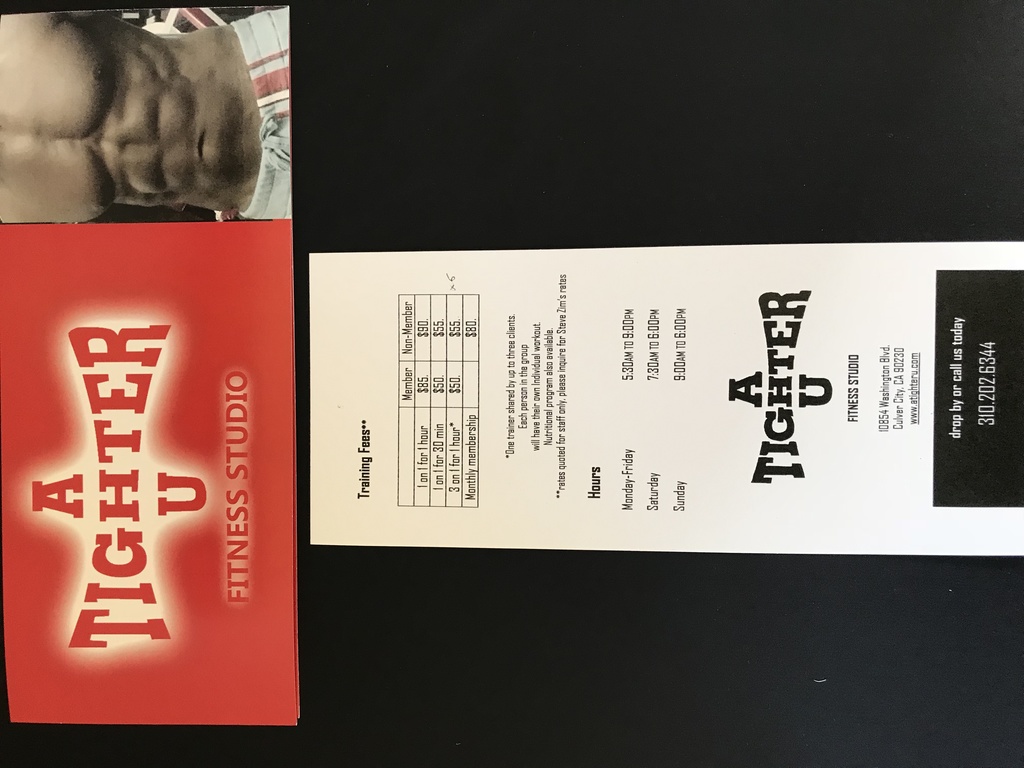 A
TIGHTER
U
FITNESS STUDIO
Training Fees**
Member Non-Member
1 on 1 for 1 hour $85. $90.
1 on 1 for 30 min $50. $55.
3 on 1 for 1 hour* $50. $55. x 5
Monthly membership $80.
*One trainer shared by up to three clients.
Each person in the group
will have their own individual workout.
Nutritional program also available.
**rates quoted for staff only, please inquire for Steve Zim's rates
Hours
Monday-Friday 5:30AM TO 9:00PM
Saturday 7:30AM TO 6:00PM
Sunday 9:00AM TO 6:00PM
A
TIGHTER
U
FITNESS STUDIO
10854 Washington Blvd.
Culver City, CA 90230
www.atighteru.com
drop by or call us today
310.202.6344